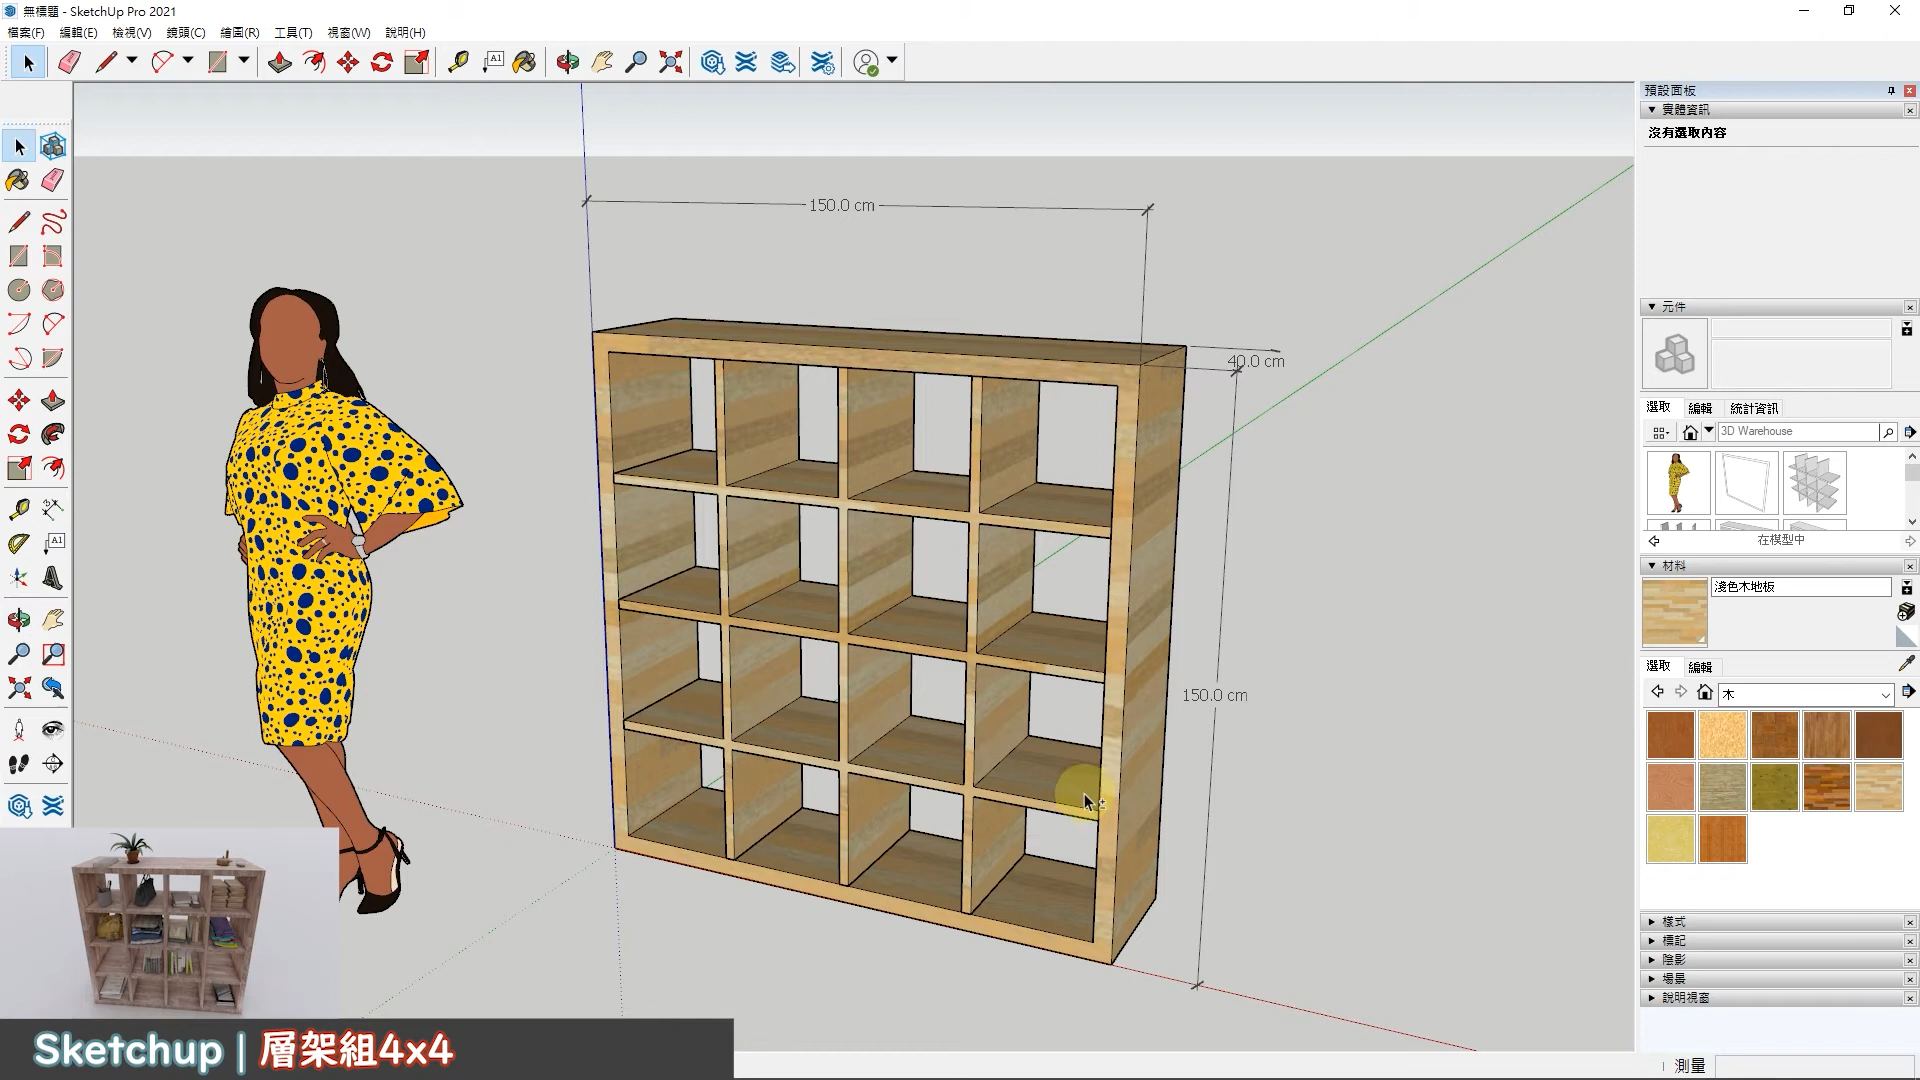 無標題 - SketchUp Pro 2021
檔案(F) 編輯(E) 檢視(V) 鏡頭(C) 繪圖(R) 工具(T) 視窗(W) 說明(H)
A1
預設面板
實體資訊
沒有選取內容
A1
150.0 cm
40.0 cm
150.0 cm
元件
選取 編輯 統計資訊
3D Warehouse
在模型中
材料
淺色木地板
選取 編輯
木
樣式
標記
陰影
場景
說明視窗
Sketchup | 層架組4x4
測量